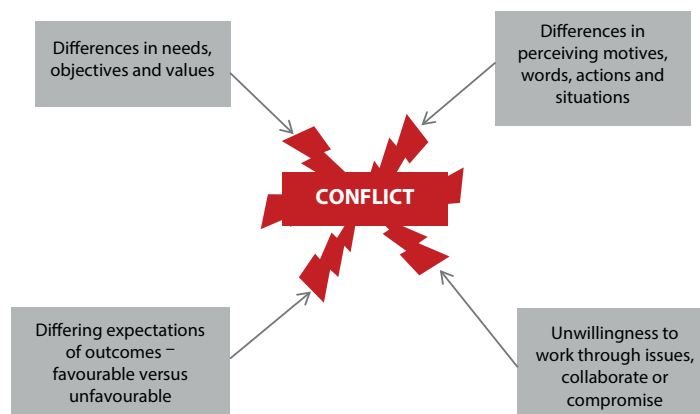 Differences in needs,
objectives and values
Differences in
perceiving motives,
words, actions and
situations
CONFLICT
Differing expectations
of outcomes –
favourable versus
unfavourable
Unwillingness to
work through issues,
collaborate or
compromise